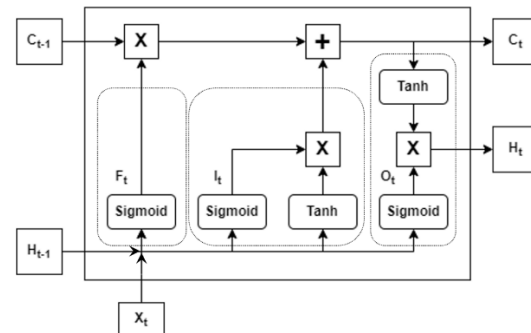 C_{t-1} X + C_t
Tanh
X H_t
F_t I_t X O_t
Sigmoid Sigmoid Tanh Sigmoid
H_{t-1}
X_t